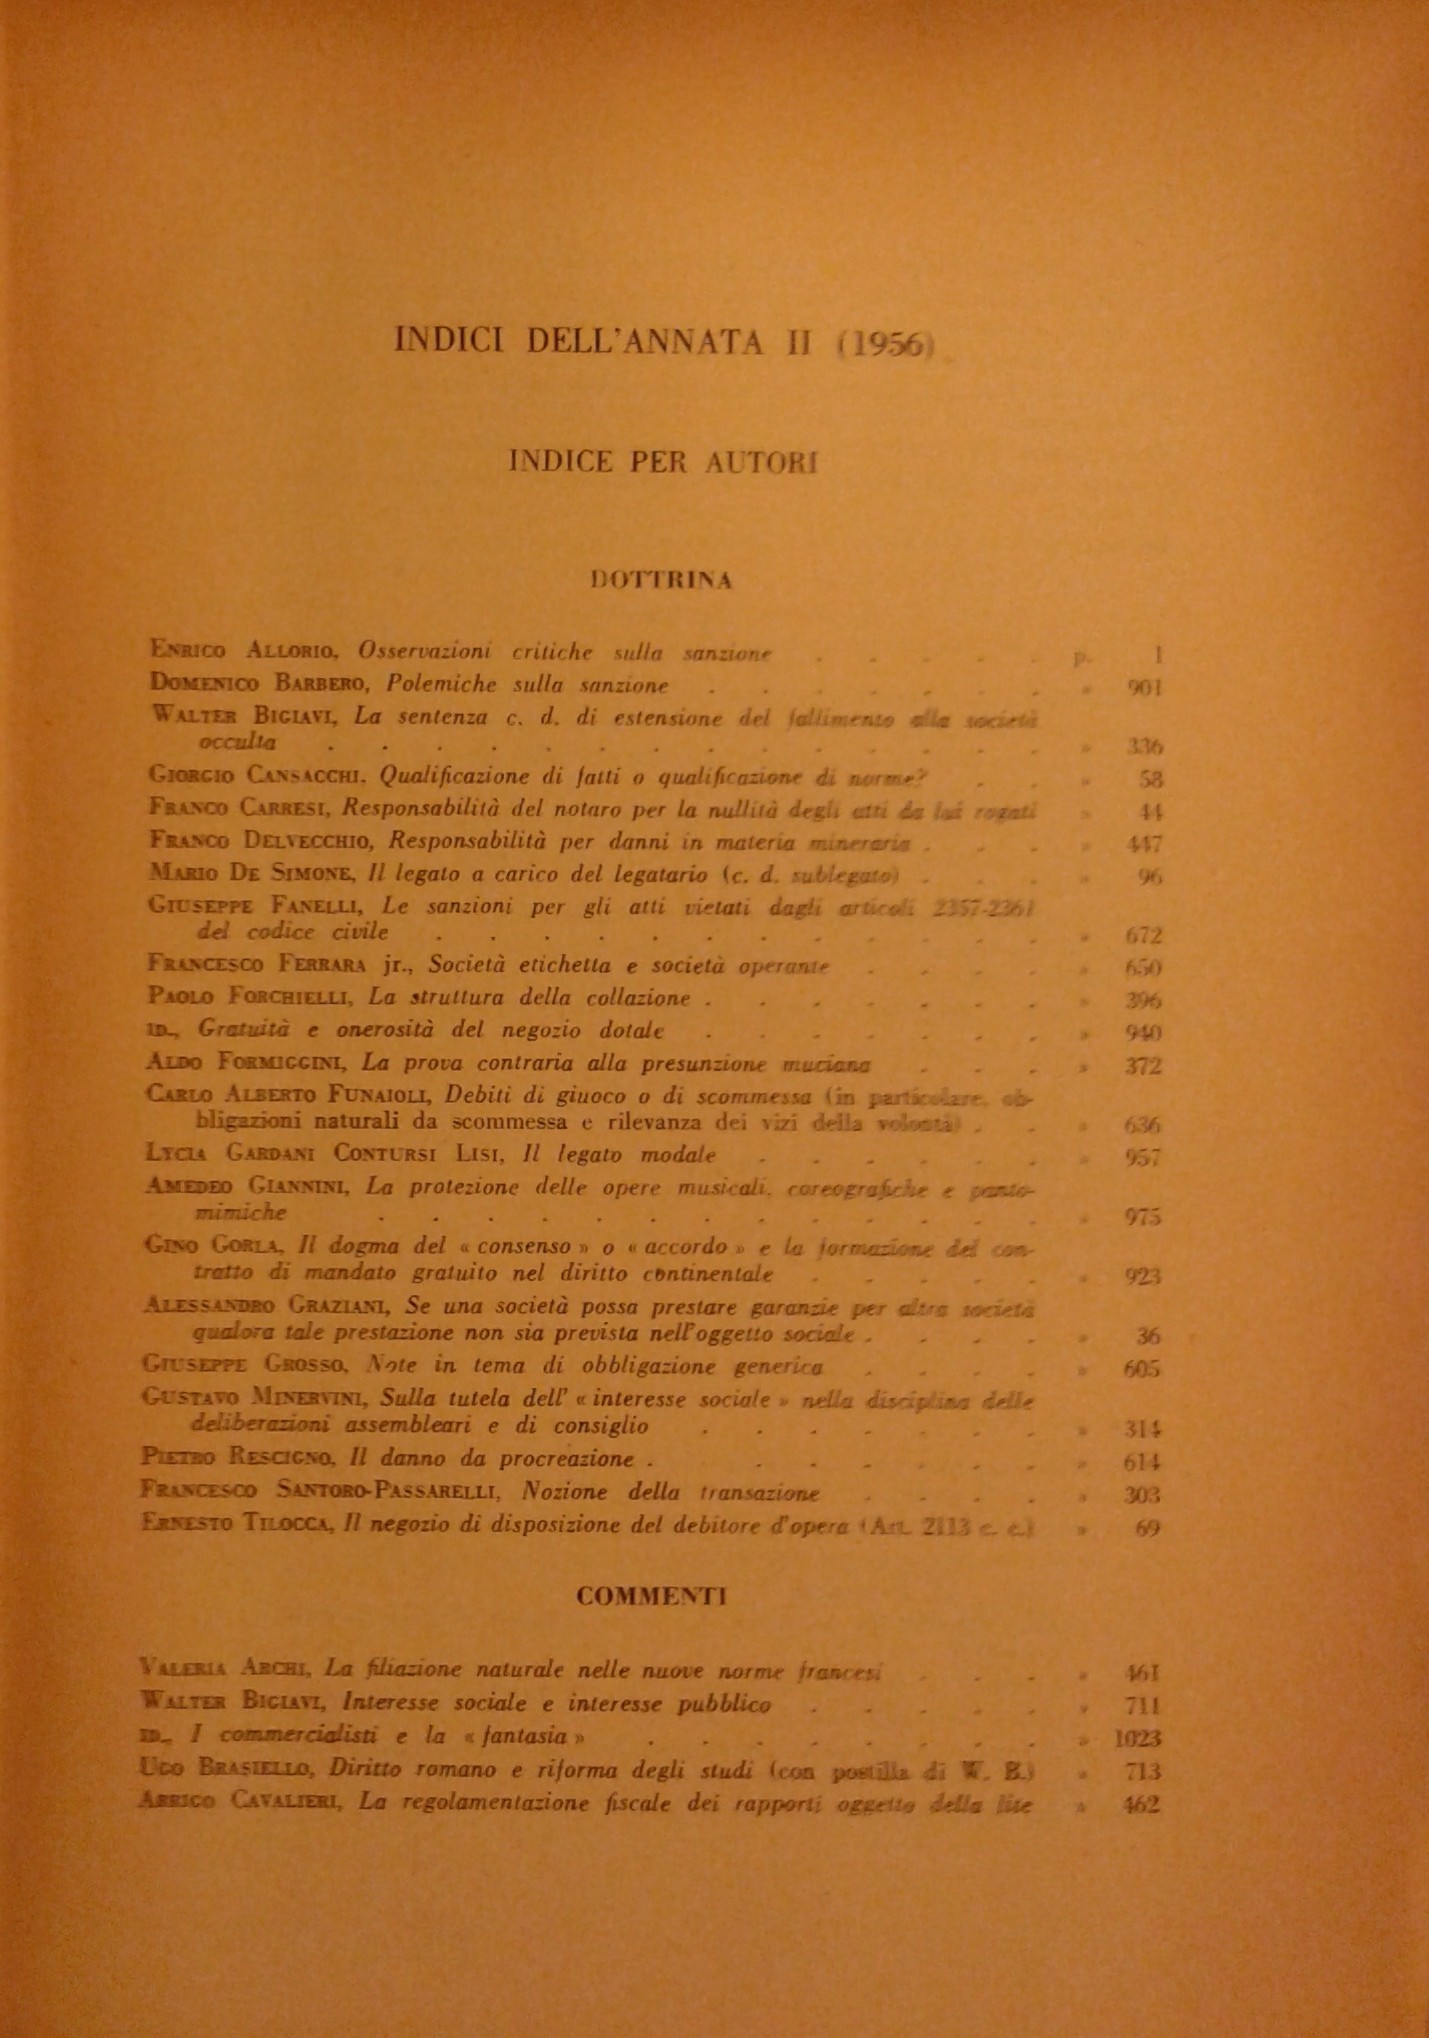 INDICI DELL'ANNATA II (1956)
INDICE PER AUTORI
DOTTRINA
ENRICO ALLORIO, Osservazioni critiche sulla sanzione . . . . . p. 1
DOMENICO BARBERO, Polemiche sulla sanzione . . . . . . . » 901
WALTER BIGIAVI, La sentenza c. d. di estensione del fallimento alla società
occulta . . . . . . . . . . . . . . » 336
GIORGIO CANSACCHI, Qualificazione di fatti o qualificazione di norme? . . » 58
FRANCO CARRESI, Responsabilità del notaro per la nullità degli atti da lui rogati » 44
FRANCO DELVECCHIO, Responsabilità per danni in materia mineraria . . . » 447
MARIO DE SIMONE, Il legato a carico del legatario (c. d. sublegato) . . . » 96
GIUSEPPE FANELLI, Le sanzioni per gli atti vietati dagli articoli 2357-2361
del codice civile . . . . . . . . . . . . » 672
FRANCESCO FERRARA jr., Società etichetta e società operante . . . . » 650
PAOLO FORCHIELLI, La struttura della collazione . . . . . . . » 396
ID., Gratuità e onerosità del negozio dotale . . . . . . . » 940
ALDO FORMIGGINI, La prova contraria alla presunzione muciana . . . » 372
CARLO ALBERTO FUNAIOLI, Debiti di giuoco o di scommessa (in particolare, ob-
bligazioni naturali da scommessa e rilevanza dei vizi della volontà) . . » 636
LYCIA GARDANI CONTURSI LISI, Il legato modale . . . . . . » 957
AMEDEO GIANNINI, La protezione delle opere musicali, coreografiche e panto-
mimiche . . . . . . . . . . . . . » 975
GINO GORLA, Il dogma del « consenso » o « accordo » e la formazione del con-
tratto di mandato gratuito nel diritto continentale . . . . . » 923
ALESSANDRO GRAZIANI, Se una società possa prestare garanzie per altra società
qualora tale prestazione non sia prevista nell'oggetto sociale . . . . » 36
GIUSEPPE GROSSO, Note in tema di obbligazione generica . . . . » 605
GUSTAVO MINERVINI, Sulla tutela dell' « interesse sociale » nella disciplina delle
deliberazioni assembleari e di consiglio . . . . . . . » 314
PIETRO RESCIGNO, Il danno da procreazione . . . . . . . » 614
FRANCESCO SANTORO-PASSARELLI, Nozione della transazione . . . . » 303
ERNESTO TILOCCA, Il negozio di disposizione del debitore d'opera (Art. 2113 c. c.) » 69
COMMENTI
VALERIA ARCHI, La filiazione naturale nelle nuove norme francesi . . . » 461
WALTER BIGIAVI, Interesse sociale e interesse pubblico . . . . . » 711
ID., I commercialisti e la « fantasia » . . . . . . . . » 1023
UGO BRASIELLO, Diritto romano e riforma degli studi (con postilla di W. B.) » 713
ARRIGO CAVALIERI, La regolamentazione fiscale dei rapporti oggetto della lite » 462